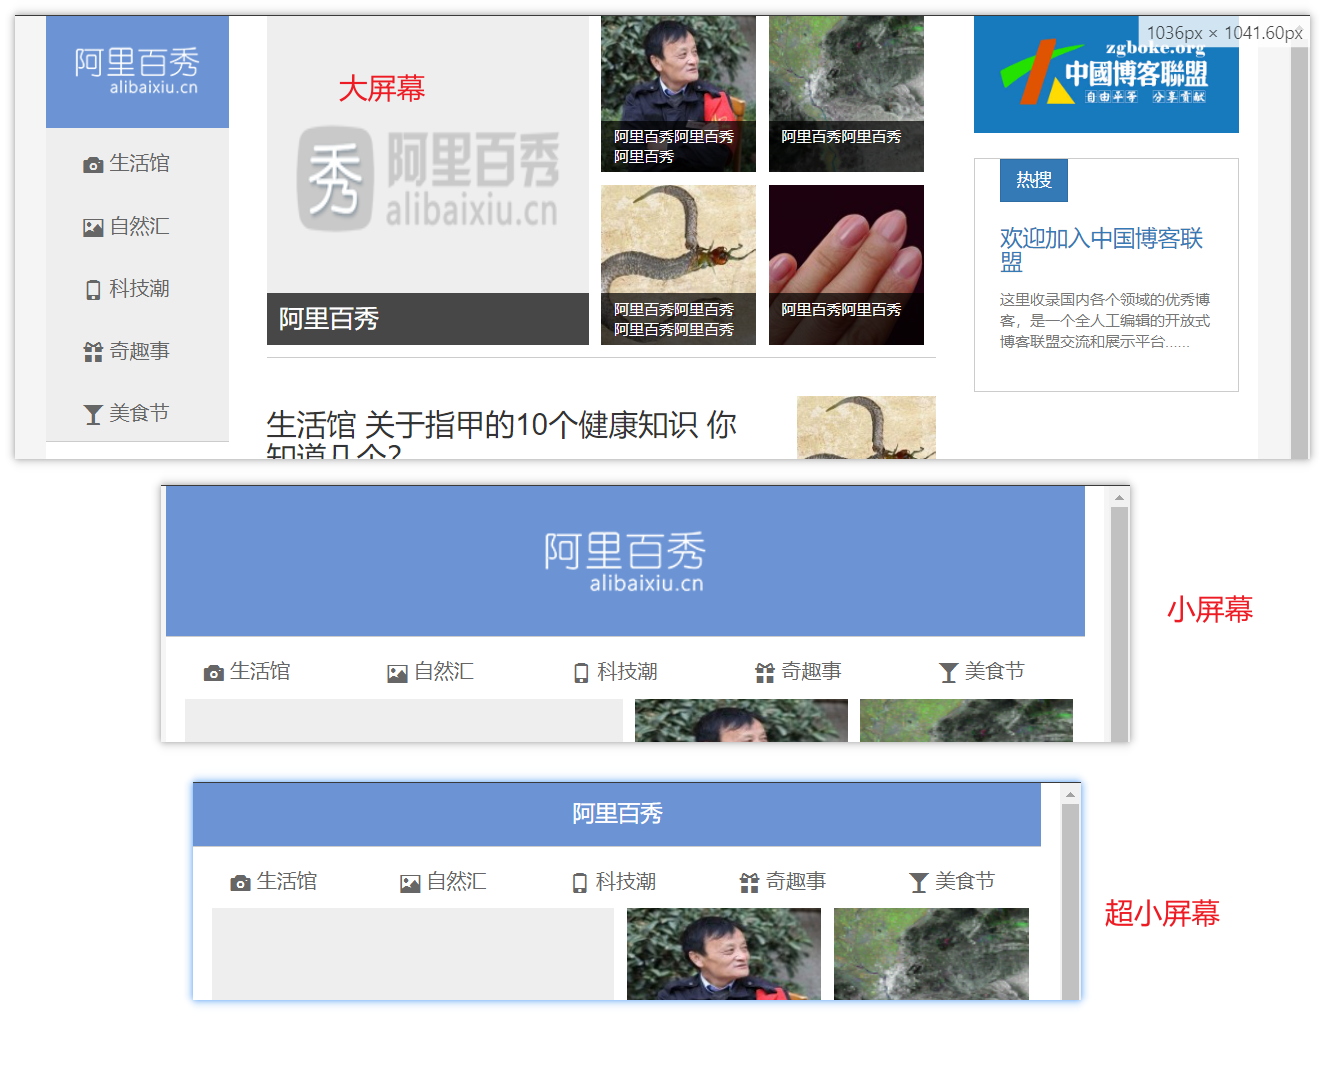 1036px × 1041.60px
阿里百秀
alibaixiu.cn
生活馆
自然汇
科技潮
奇趣事
美食节
大屏幕
秀
阿里百秀
alibaixiu.cn
阿里百秀
阿里百秀阿里百秀
阿里百秀
阿里百秀阿里百秀
阿里百秀阿里百秀
阿里百秀阿里百秀
阿里百秀阿里百秀
生活馆 关于指甲的10个健康知识 你
知道几个?
zgboke.org
中國博客聯盟
自由平等 分享貢献
热搜
欢迎加入中国博客联
盟
这里收录国内各个领域的优秀博
客，是一个全人工编辑的开放式
博客联盟交流和展示平台......
阿里百秀
alibaixiu.cn
生活馆 自然汇 科技潮 奇趣事 美食节
小屏幕
阿里百秀
生活馆 自然汇 科技潮 奇趣事 美食节
超小屏幕